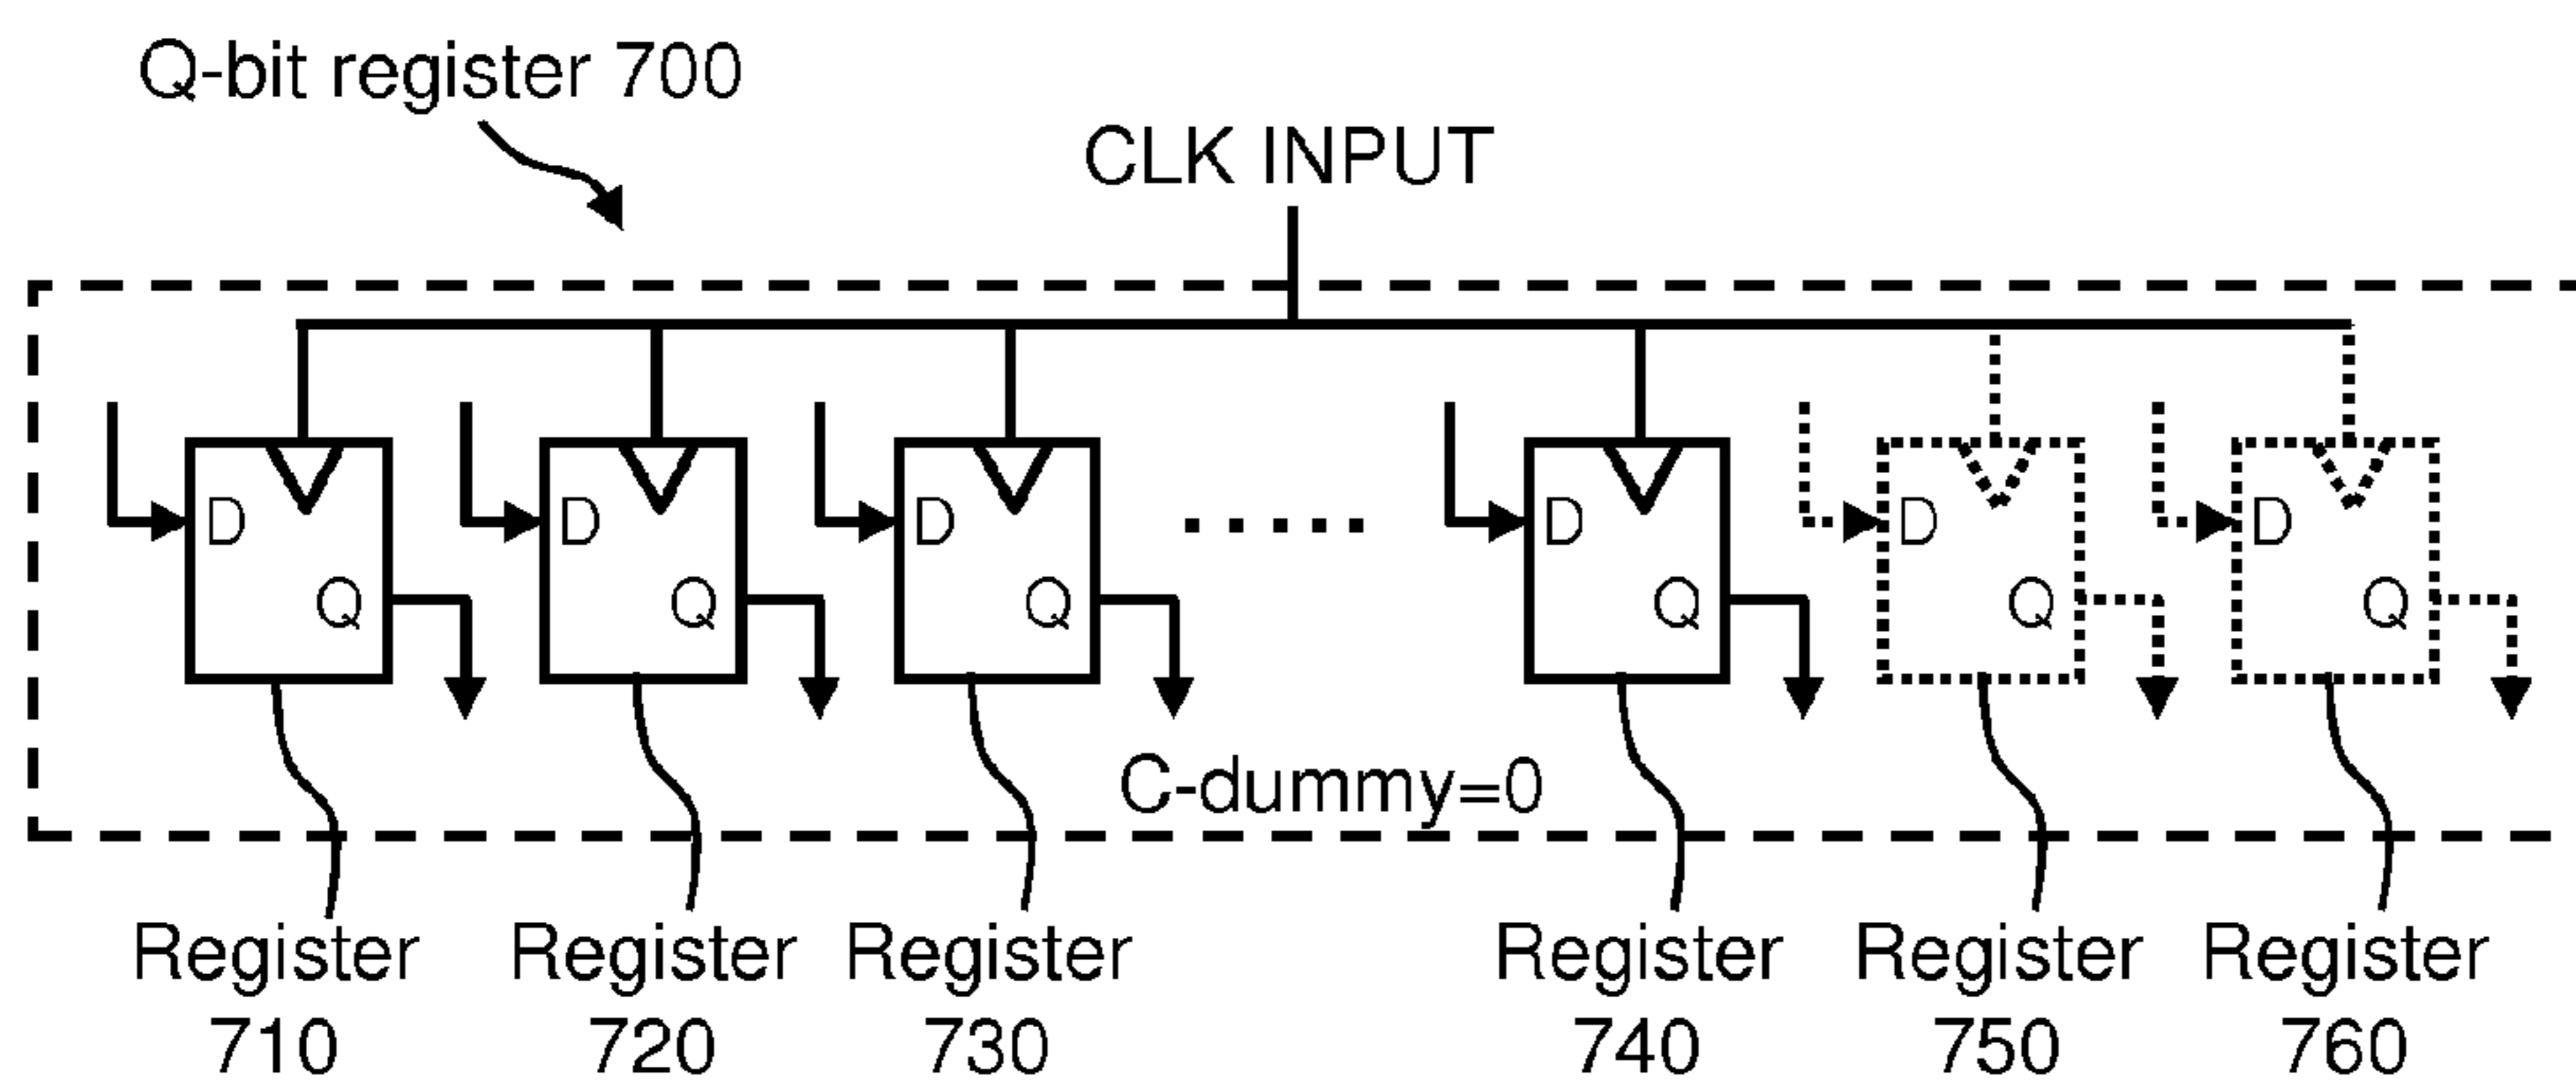 Q-bit register 700
CLK INPUT
D
Q
D
Q
D
Q
.....
D
Q
D
Q
D
Q
C-dummy=0
Register
710
Register
720
Register
730
Register
740
Register
750
Register
760